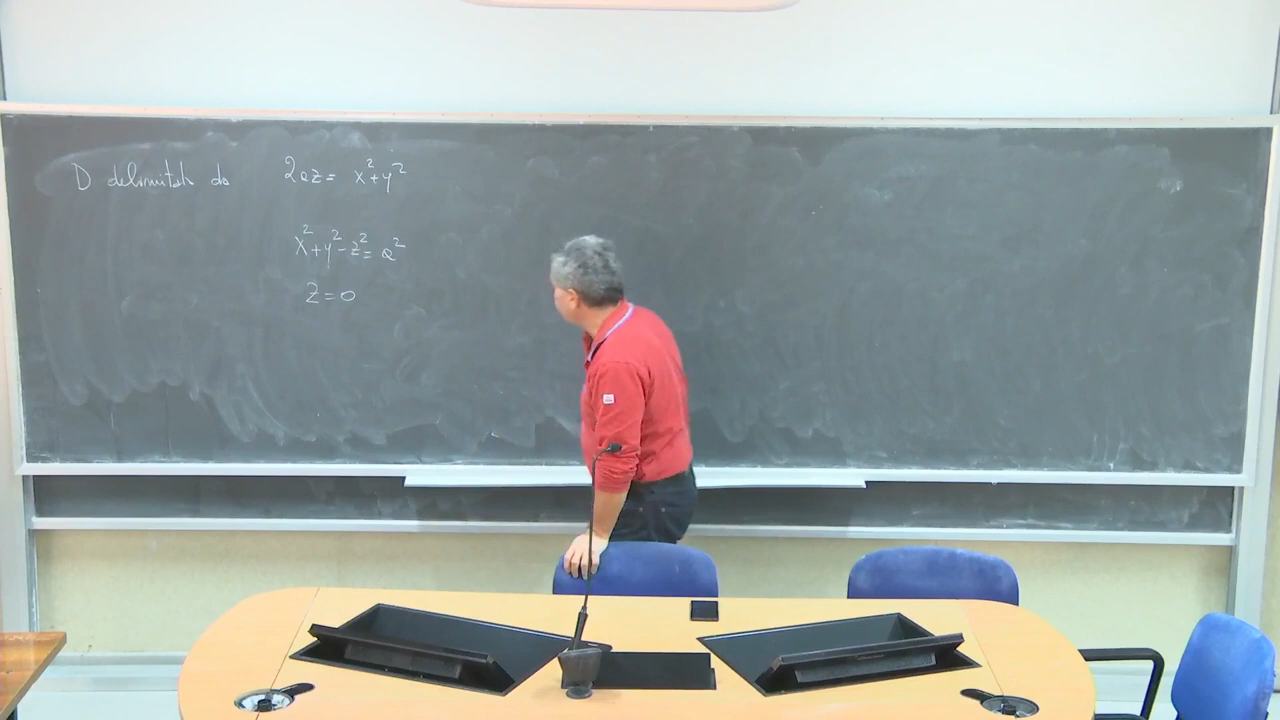 D delimitato da 2az = x²+y²
x²+y²-z²=a²
z=0